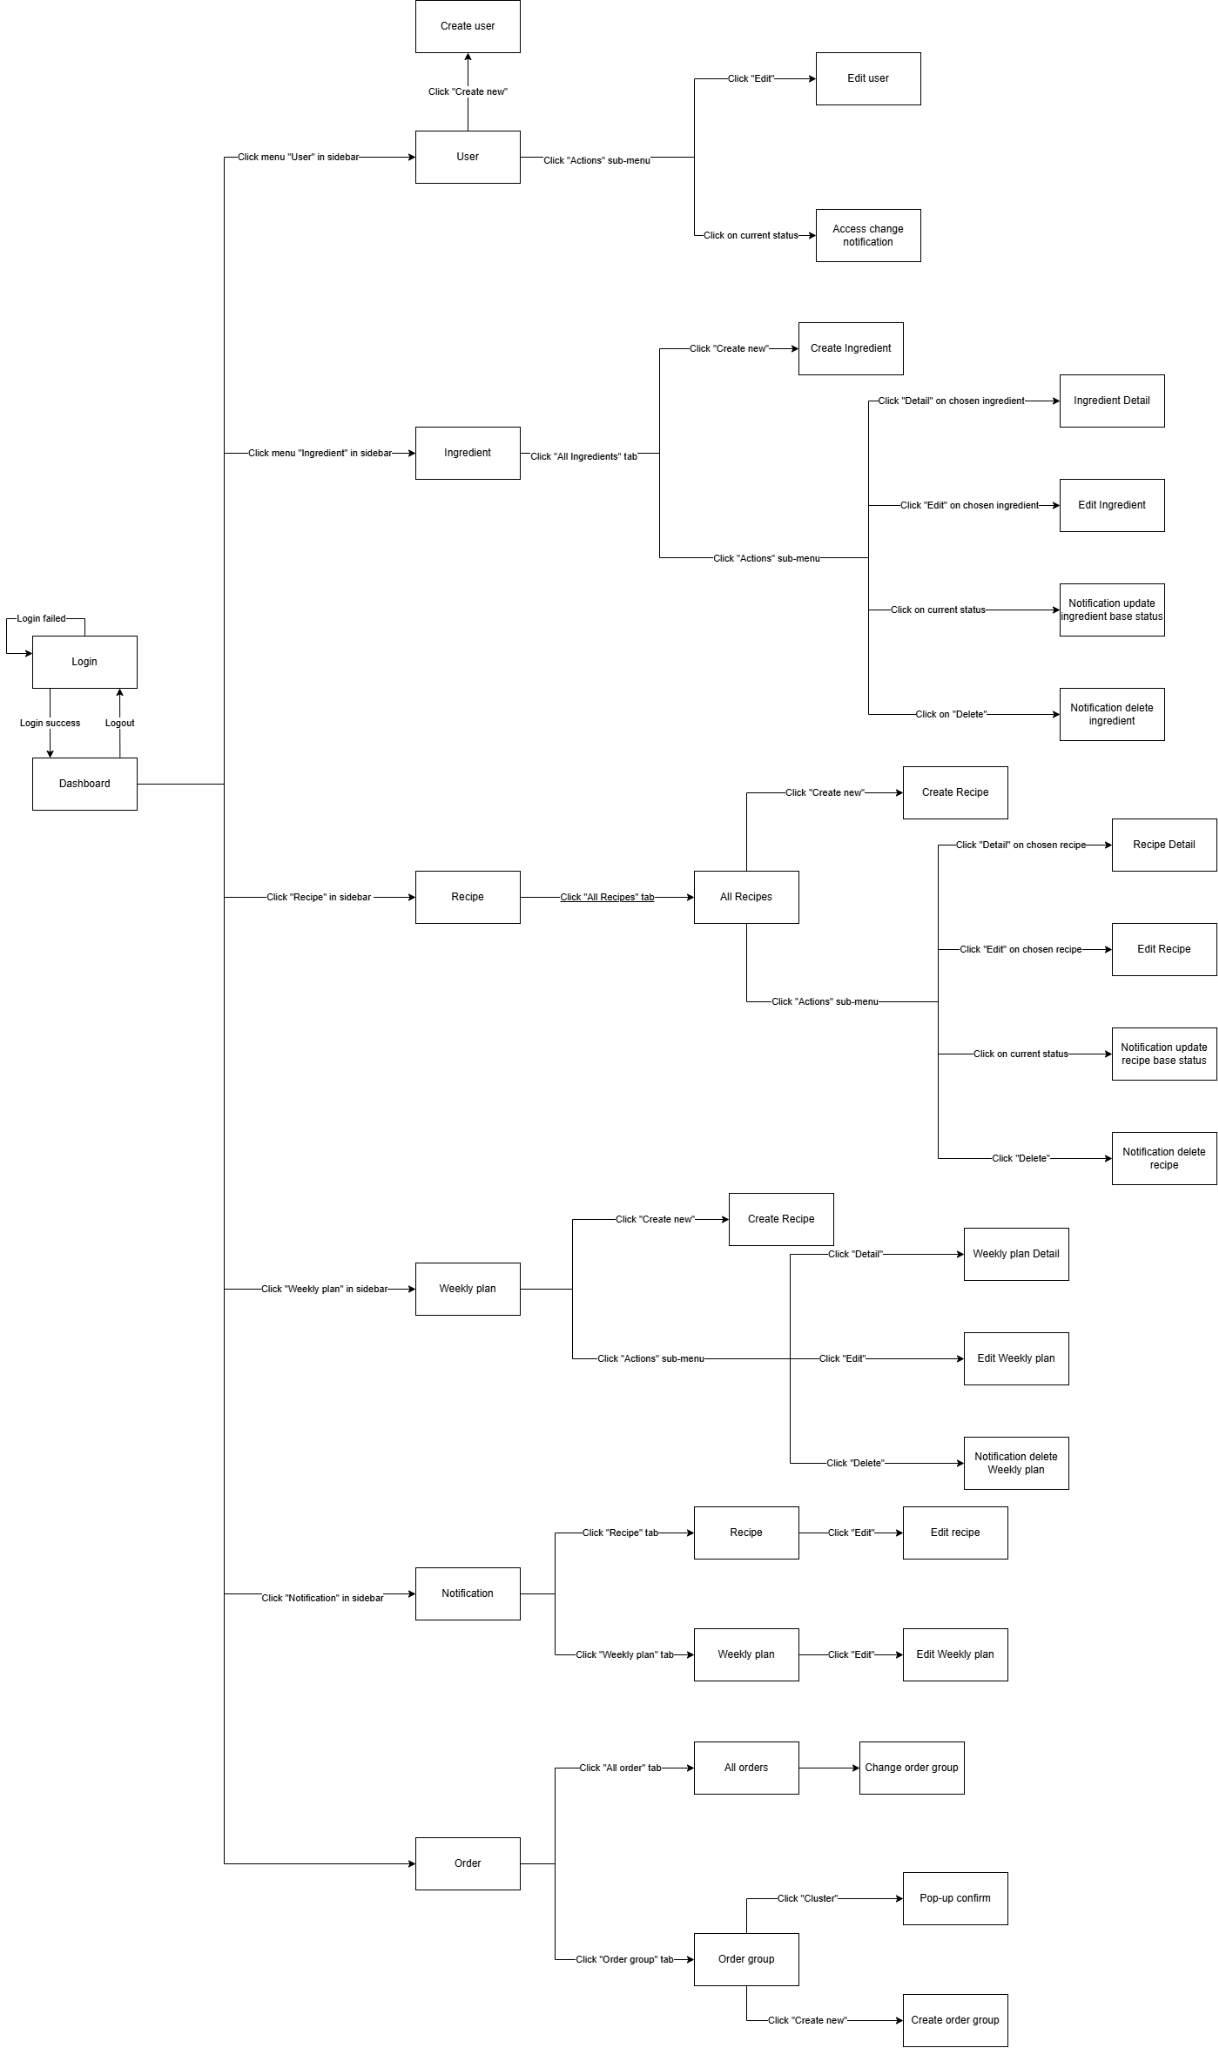 Create user
Click "Create new"
Click "Edit"
Edit user
Click menu "User" in sidebar
User
Click "Actions" sub-menu
Click on current status
Access change
notification
Click "Create new"
Create Ingredient
Click "Detail" on chosen ingredient
Ingredient Detail
Click menu "Ingredient" in sidebar
Ingredient
Click "All Ingredients" tab
Click "Edit" on chosen ingredient
Edit Ingredient
Click "Actions" sub-menu
Click on current status
Notification update
ingredient base status
Login failed
Login
Click on "Delete"
Notification delete
ingredient
Login success
Logout
Dashboard
Click "Create new"
Create Recipe
Click "Detail" on chosen recipe
Recipe Detail
Click "Recipe" in sidebar
Recipe
Click "All Recipes" tab
All Recipes
Click "Edit" on chosen recipe
Edit Recipe
Click "Actions" sub-menu
Click on current status
Notification update
recipe base status
Click "Delete"
Notification delete
recipe
Click "Create new"
Create Recipe
Click "Detail"
Weekly plan Detail
Click "Weekly plan" in sidebar
Weekly plan
Click "Actions" sub-menu
Click "Edit"
Edit Weekly plan
Click "Delete"
Notification delete
Weekly plan
Click "Recipe" tab
Recipe
Click "Edit"
Edit recipe
Click "Notification" in sidebar
Notification
Click "Weekly plan" tab
Weekly plan
Click "Edit"
Edit Weekly plan
Click "All order" tab
All orders
Change order group
Order
Click "Cluster"
Pop-up confirm
Click "Order group" tab
Order group
Click "Create new"
Create order group